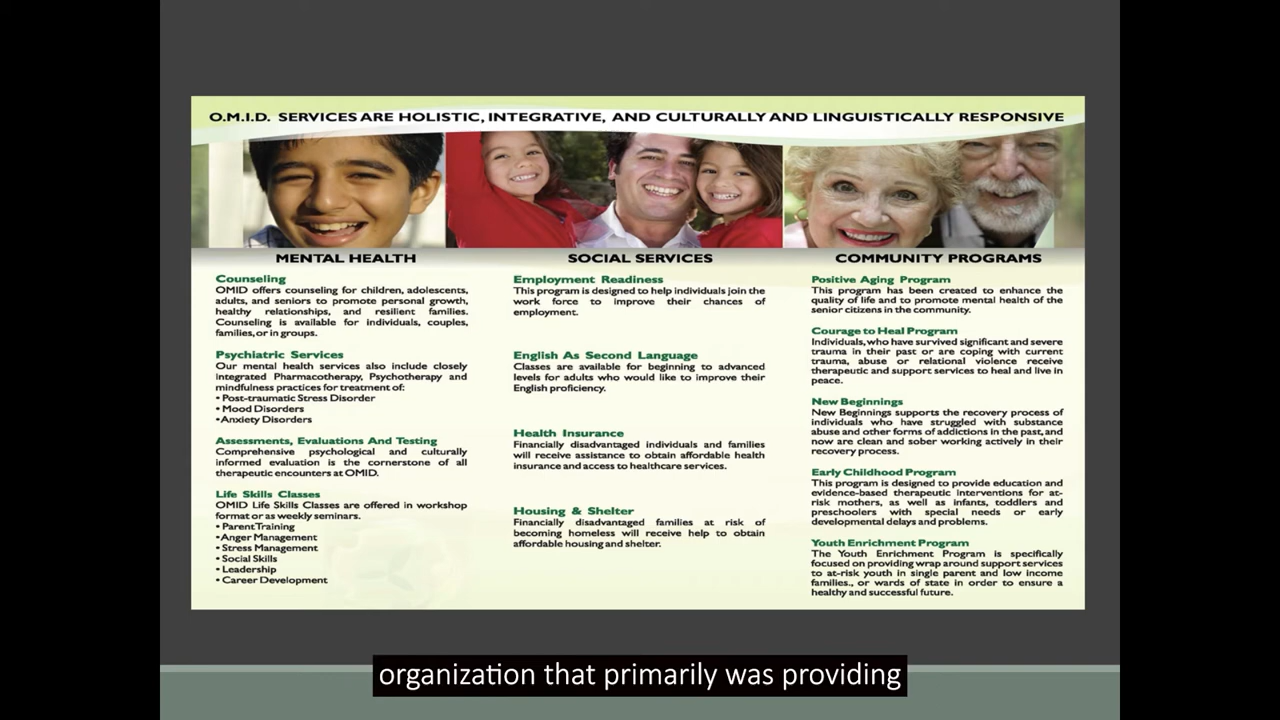 O.M.I.D. SERVICES ARE HOLISTIC, INTEGRATIVE, AND CULTURALLY AND LINGUISTICALLY RESPONSIVE
MENTAL HEALTH
Counseling
OMID offers counseling for children, adolescents,
adults, and seniors to promote personal growth,
healthy relationships, and resilient families.
Counseling is available for individuals, couples,
families, or in groups.
Psychiatric Services
Our mental health services also include closely
integrated Pharmacotherapy, Psychotherapy and
mindfulness practices for treatment of:
• Post-traumatic Stress Disorder
• Mood Disorders
• Anxiety Disorders
Assessments, Evaluations And Testing
Comprehensive psychological and culturally
informed evaluation is the cornerstone of all
therapeutic encounters at OMID.
Life Skills Classes
OMID Life Skills Classes are offered in workshop
format or as weekly seminars.
• Parent Training
• Anger Management
• Stress Management
• Social Skills
• Leadership
• Career Development
SOCIAL SERVICES
Employment Readiness
This program is designed to help individuals join the
work force to improve their chances of
employment.
English As Second Language
Classes are available for beginning to advanced
levels for adults who would like to improve their
English proficiency.
Health Insurance
Financially disadvantaged individuals and families
will receive assistance to obtain affordable health
insurance and access to healthcare services.
Housing & Shelter
Financially disadvantaged families at risk of
becoming homeless will receive help to obtain
affordable housing and shelter.
COMMUNITY PROGRAMS
Positive Aging Program
This program has been created to enhance the
quality of life and to promote mental health of the
senior citizens in the community.
Courage to Heal Program
Individuals, who have survived significant and severe
trauma in their past or are coping with current
trauma, abuse or relational violence receive
therapeutic and support services to heal and live in
peace.
New Beginnings
New Beginnings supports the recovery process of
individuals who have struggled with substance
abuse and other forms of addictions in the past, and
now are clean and sober working actively in their
recovery process.
Early Childhood Program
This program is designed to provide education and
evidence-based therapeutic interventions for at-
risk mothers, as well as infants, toddlers and
preschoolers with special needs or early
developmental delays and problems.
Youth Enrichment Program
The Youth Enrichment Program is specifically
focused on providing wrap around support services
to at-risk youth in single parent and low income
families., or wards of state in order to ensure a
healthy and successful future.
organization that primarily was providing